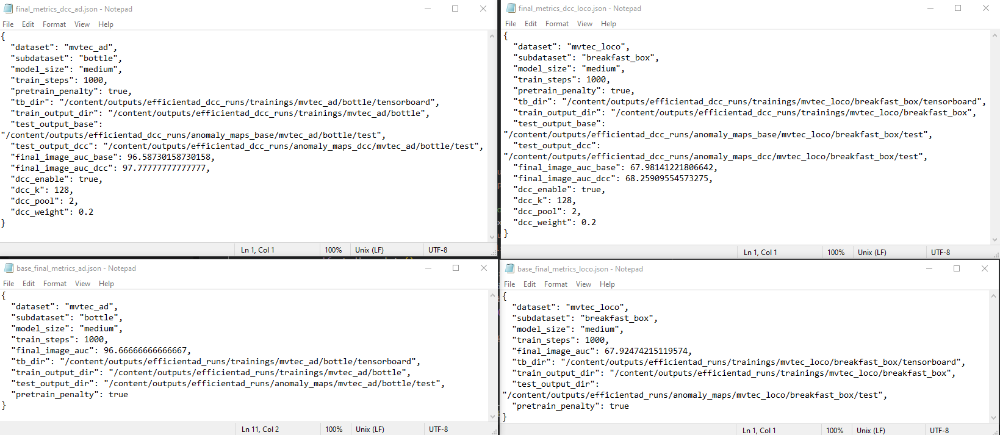 final_metrics_dcc_ad.json - Notepad
File Edit Format View Help
{
"dataset": "mvtec_ad",
"subdataset": "bottle",
"model_size": "medium",
"train_steps": 1000,
"pretrain_penalty": true,
"tb_dir": "/content/outputs/efficientad_dcc_runs/trainings/mvtec_ad/bottle/tensorboard",
"train_output_dir": "/content/outputs/efficientad_dcc_runs/trainings/mvtec_ad/bottle",
"test_output_base":
"/content/outputs/efficientad_dcc_runs/anomaly_maps_base/mvtec_ad/bottle/test",
"test_output_dcc": "/content/outputs/efficientad_dcc_runs/anomaly_maps_dcc/mvtec_ad/bottle/test",
"final_image_auc_base": 96.58730158730158,
"final_image_auc_dcc": 97.77777777777777,
"dcc_enable": true,
"dcc_k": 128,
"dcc_pool": 2,
"dcc_weight": 0.2
}
Ln 1, Col 1 100% Unix (LF) UTF-8
final_metrics_dcc_loco.json - Notepad
File Edit Format View Help
{
"dataset": "mvtec_loco",
"subdataset": "breakfast_box",
"model_size": "medium",
"train_steps": 1000,
"pretrain_penalty": true,
"tb_dir": "/content/outputs/efficientad_dcc_runs/trainings/mvtec_loco/breakfast_box/tensorboard",
"train_output_dir": "/content/outputs/efficientad_dcc_runs/trainings/mvtec_loco/breakfast_box",
"test_output_base":
"/content/outputs/efficientad_dcc_runs/anomaly_maps_base/mvtec_loco/breakfast_box/test",
"test_output_dcc":
"/content/outputs/efficientad_dcc_runs/anomaly_maps_dcc/mvtec_loco/breakfast_box/test",
"final_image_auc_base": 67.98141221806642,
"final_image_auc_dcc": 68.25909554573275,
"dcc_enable": true,
"dcc_k": 128,
"dcc_pool": 2,
"dcc_weight": 0.2
}
Ln 1, Col 1 100% Unix (LF) UTF-8
base_final_metrics_ad.json - Notepad
File Edit Format View Help
{
"dataset": "mvtec_ad",
"subdataset": "bottle",
"model_size": "medium",
"train_steps": 1000,
"final_image_auc": 96.66666666666667,
"tb_dir": "/content/outputs/efficientad_runs/trainings/mvtec_ad/bottle/tensorboard",
"train_output_dir": "/content/outputs/efficientad_runs/trainings/mvtec_ad/bottle",
"test_output_dir": "/content/outputs/efficientad_runs/anomaly_maps/mvtec_ad/bottle/test",
"pretrain_penalty": true
}
Ln 11, Col 2 100% Unix (LF) UTF-8
base_final_metrics_loco.json - Notepad
File Edit Format View Help
{
"dataset": "mvtec_loco",
"subdataset": "breakfast_box",
"model_size": "medium",
"train_steps": 1000,
"final_image_auc": 67.92474215119574,
"tb_dir": "/content/outputs/efficientad_runs/trainings/mvtec_loco/breakfast_box/tensorboard",
"train_output_dir": "/content/outputs/efficientad_runs/trainings/mvtec_loco/breakfast_box",
"test_output_dir":
"/content/outputs/efficientad_runs/anomaly_maps/mvtec_loco/breakfast_box/test",
"pretrain_penalty": true
}
Ln 1, Col 1 100% Unix (LF) UTF-8